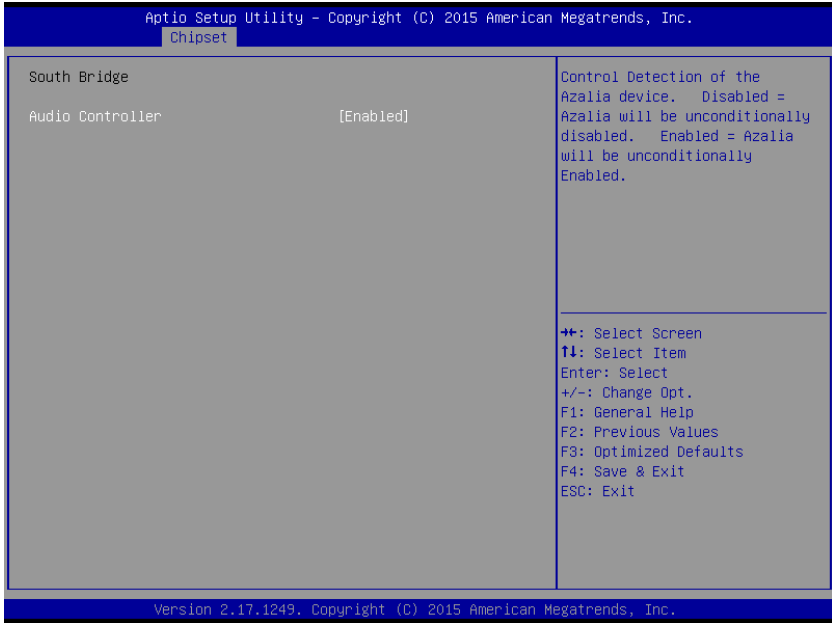 Aptio Setup Utility – Copyright (C) 2015 American Megatrends, Inc.
Chipset
South Bridge
Audio Controller [Enabled]
Control Detection of the
Azalia device. Disabled =
Azalia will be unconditionally
disabled. Enabled = Azalia
will be unconditionally
Enabled.
→←: Select Screen
↑↓: Select Item
Enter: Select
+/-: Change Opt.
F1: General Help
F2: Previous Values
F3: Optimized Defaults
F4: Save & Exit
ESC: Exit
Version 2.17.1249. Copyright (C) 2015 American Megatrends, Inc.